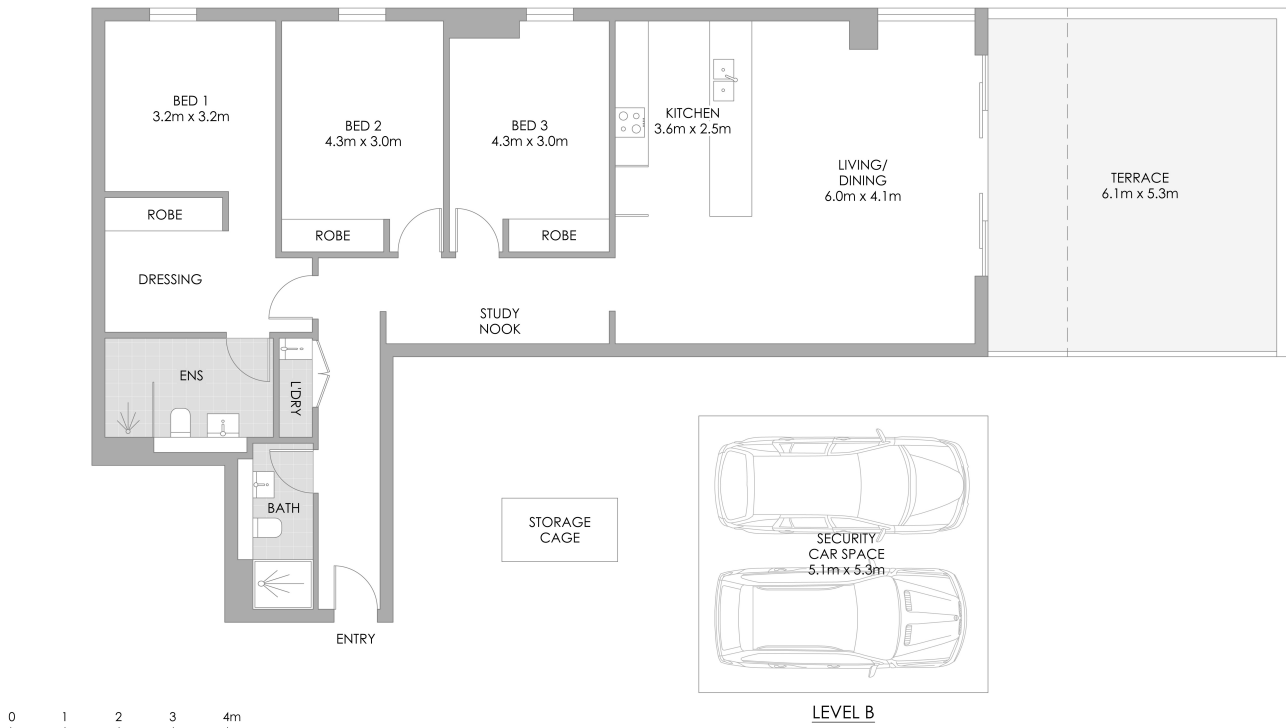 BED 1
3.2m x 3.2m
BED 2
4.3m x 3.0m
BED 3
4.3m x 3.0m
KITCHEN
3.6m x 2.5m
LIVING/
DINING
6.0m x 4.1m
TERRACE
6.1m x 5.3m
ROBE
ROBE
ROBE
DRESSING
STUDY
NOOK
ENS
L'DRY
BATH
STORAGE
CAGE
SECURITY
CAR SPACE
5.1m x 5.3m
ENTRY
LEVEL B
0 1 2 3 4m